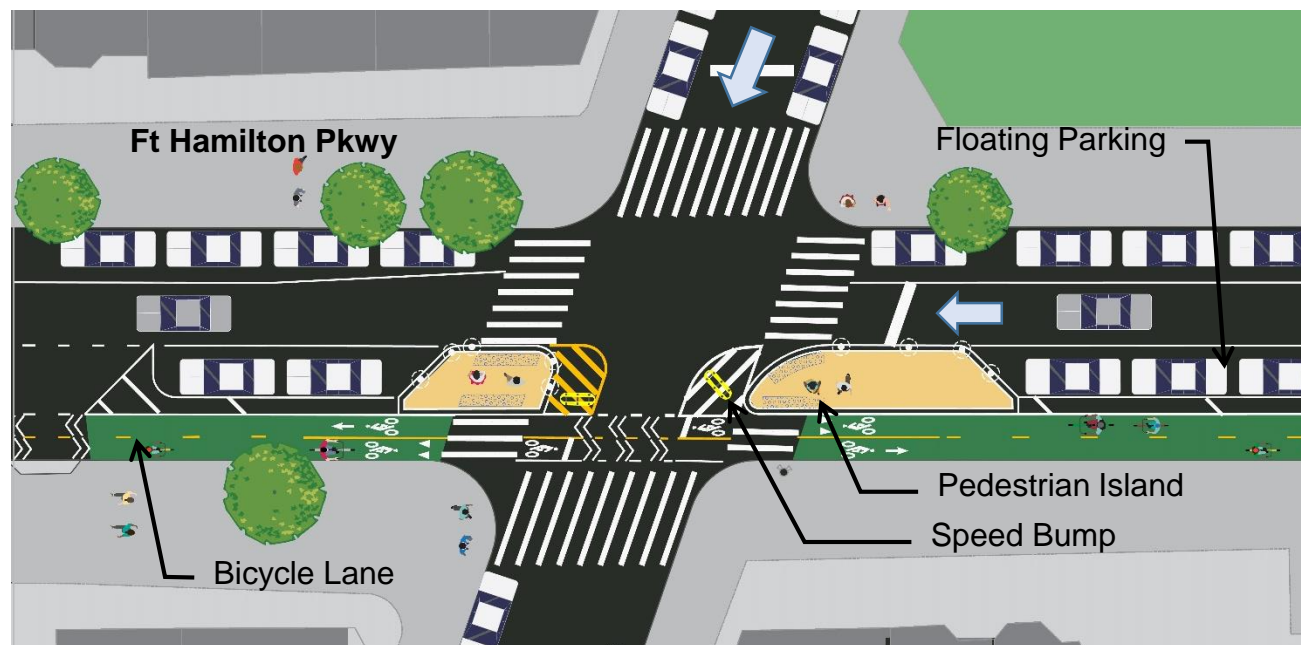 Ft Hamilton Pkwy
Floating Parking
Pedestrian Island
Speed Bump
Bicycle Lane